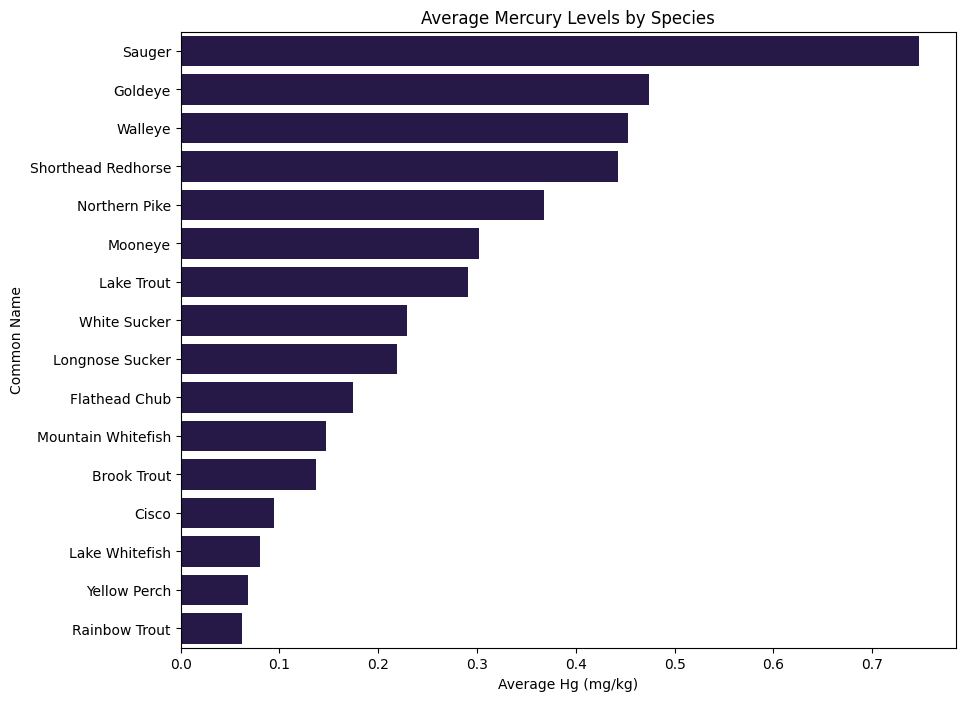 Average Mercury Levels by Species
Common Name
Sauger
Goldeye
Walleye
Shorthead Redhorse
Northern Pike
Mooneye
Lake Trout
White Sucker
Longnose Sucker
Flathead Chub
Mountain Whitefish
Brook Trout
Cisco
Lake Whitefish
Yellow Perch
Rainbow Trout
0.0 0.1 0.2 0.3 0.4 0.5 0.6 0.7
Average Hg (mg/kg)